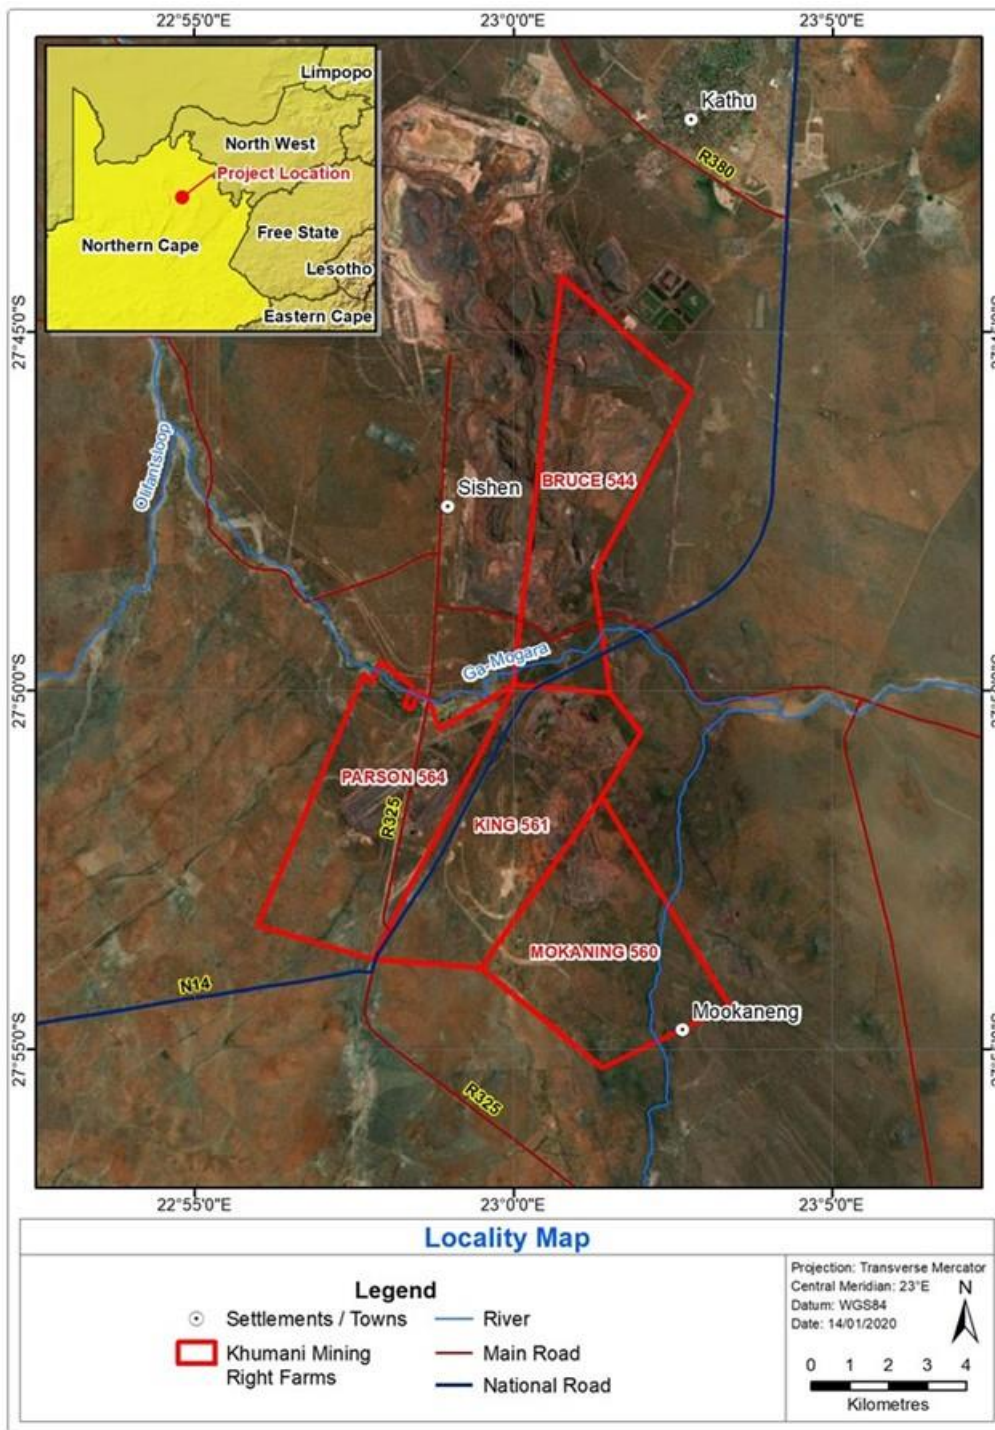 22°55'0"E
23°0'0"E
23°5'0"E
Limpopo
North West
Project Location
Northern Cape
Free State
Lesotho
Eastern Cape
Kathu
R380
27°45'0"S
Olifantsloop
Sishen
BRUCE 544
Ga-Mogara
27°50'0"S
PARSON 564
R325
KING 561
MOKANING 560
N14
Mookaneng
27°55'0"S
R325
22°55'0"E
23°0'0"E
23°5'0"E
Locality Map
Legend
Settlements / Towns
River
Khumani Mining
Right Farms
Main Road
National Road
Projection: Transverse Mercator
Central Meridian: 23°E
Datum: WGS84
Date: 14/01/2020
N
0 1 2 3 4
Kilometres